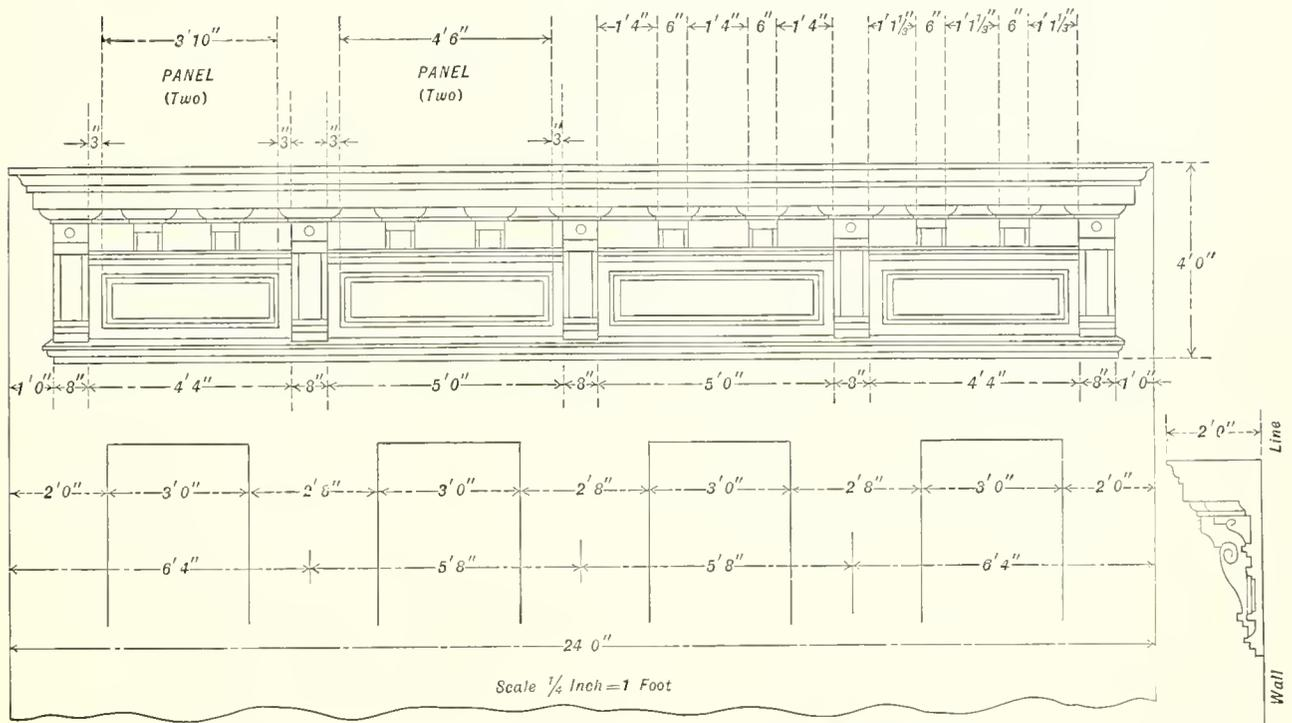 3'10"
4'6"
1'4" 6" 1'4" 6" 1'4"
1'1⅓" 6" 1'1⅓" 6" 1'1⅓"
PANEL
(Two)
PANEL
(Two)
3" 3" 3" 3"
4'0"
1'0" 8" 4'4" 8" 5'0" 8" 5'0" 8" 4'4" 8" 1'0"
2'0"
Line
2'0" 3'0" 2'8" 3'0" 2'8" 3'0" 2'8" 3'0" 2'0"
6'4" 5'8" 5'8" 6'4"
24 0"
Scale ¼ Inch=1 Foot
Wall